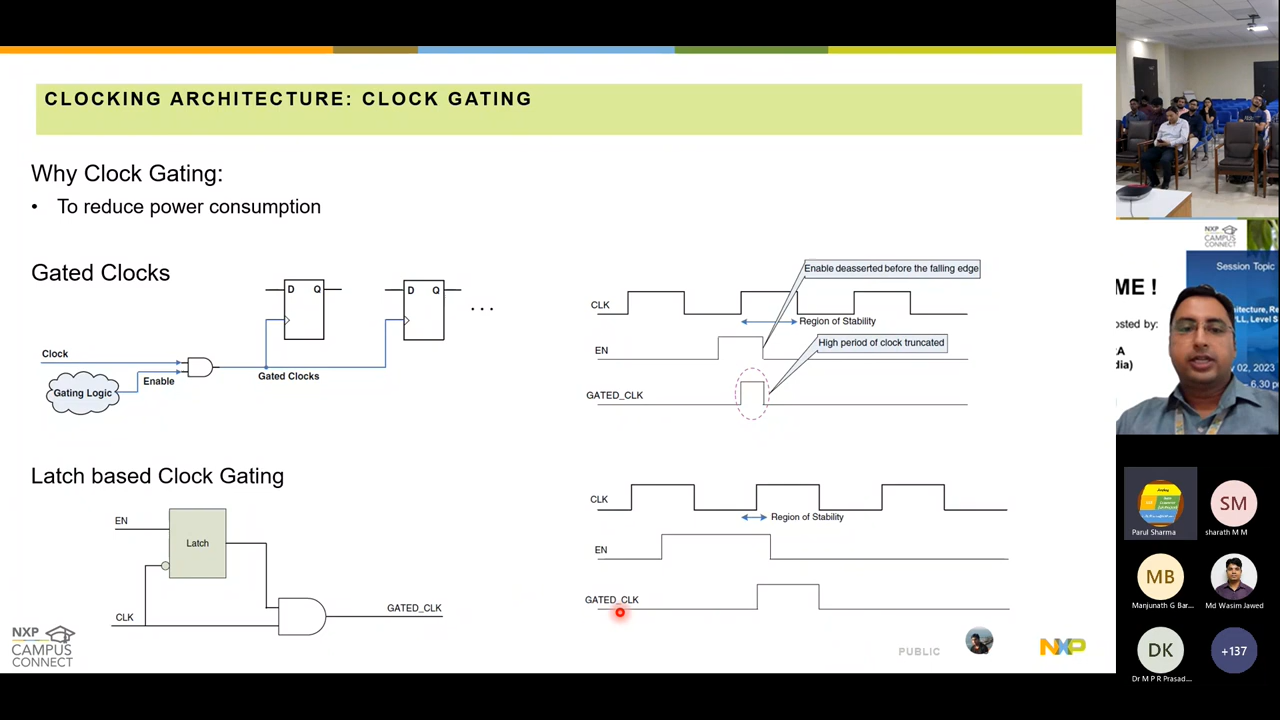 CLOCKING ARCHITECTURE: CLOCK GATING
Why Clock Gating:
• To reduce power consumption
Gated Clocks
D Q
D Q
...
Clock
Enable
Gating Logic
Gated Clocks
Enable deasserted before the falling edge
CLK
Region of Stability
High period of clock truncated
EN
GATED_CLK
Latch based Clock Gating
EN
Latch
CLK
GATED_CLK
CLK
Region of Stability
EN
GATED_CLK
NXP
CAMPUS
CONNECT
PUBLIC
NXP
NXP
CAMPUS
CONNECT
Session Topic
ME !
osted by:
02, 2023
6.30 p
Parul Sharma
SM
sharath M M
MB
Manjunath G Bar...
Md Wasim Jawed
DK
Dr M P R Prasad...
+137